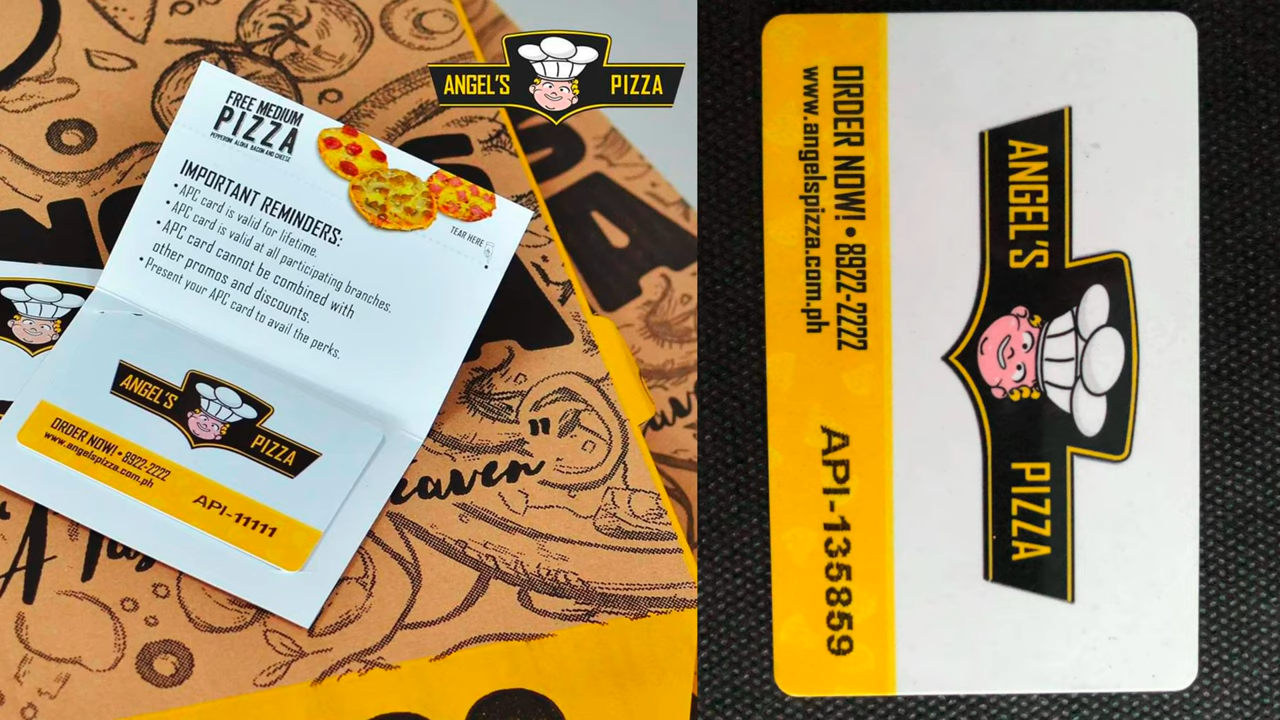 ANGEL'S PIZZA
FREE MEDIUM
PIZZA
PEPPERONI ALOHA BACON AND CHEESE
IMPORTANT REMINDERS:
• APC card is valid for lifetime.
• APC card is valid at all participating branches.
• APC card cannot be combined with
other promos and discounts.
• Present your APC card to avail the perks.
TEAR HERE
ANGEL'S PIZZA
ORDER NOW! • 8922-2222
www.angelspizza.com.ph
API-11111
eaven"
A
ANGEL'S PIZZA
ORDER NOW! • 8922-2222
www.angelspizza.com.ph
API-135859